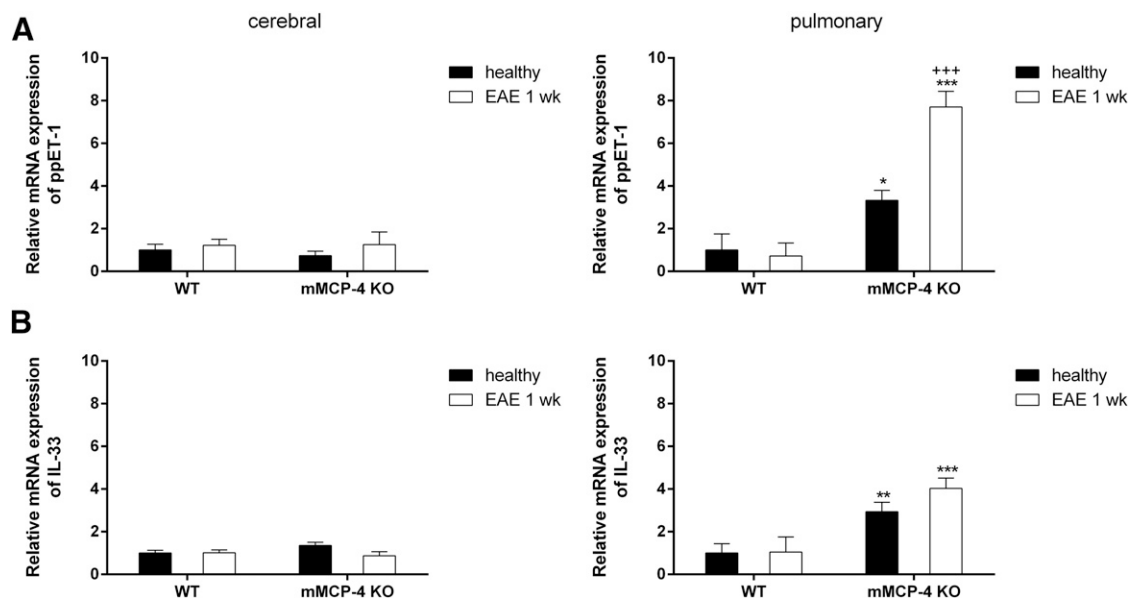 A
cerebral
Relative mRNA expression
of ppET-1
10
8
6
4
2
0
WT
mMCP-4 KO
healthy
EAE 1 wk
pulmonary
Relative mRNA expression
of ppET-1
10
8
6
4
2
0
*
+++
***
WT
mMCP-4 KO
healthy
EAE 1 wk
B
Relative mRNA expression
of IL-33
10
8
6
4
2
0
WT
mMCP-4 KO
healthy
EAE 1 wk
Relative mRNA expression
of IL-33
10
8
6
4
2
0
**
***
WT
mMCP-4 KO
healthy
EAE 1 wk